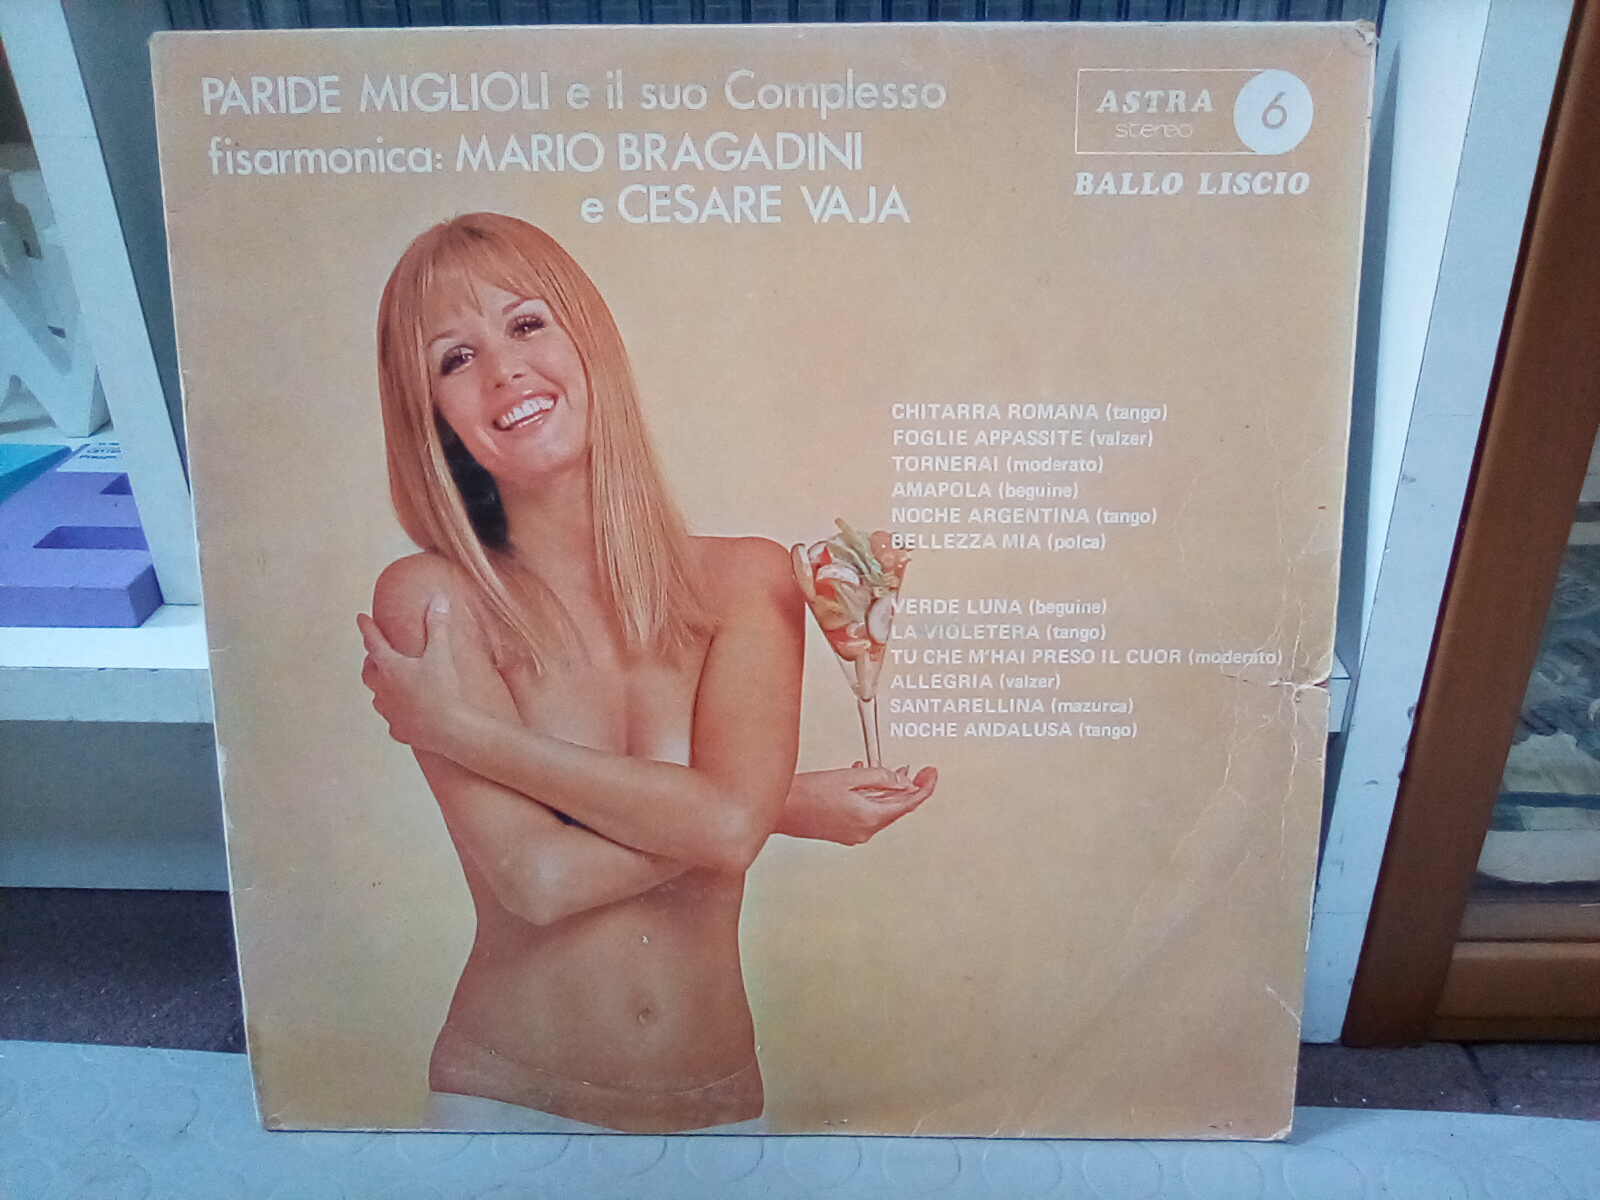 PARIDE MIGLIOLI e il suo Complesso
fisarmonica: MARIO BRAGADINI
e CESARE VAJA
ASTRA 6
stereo
BALLO LISCIO
CHITARRA ROMANA (tango)
FOGLIE APPASSITE (valzer)
TORNERAI (moderato)
AMAPOLA (beguine)
NOCHE ARGENTINA (tango)
BELLEZZA MIA (polca)
VERDE LUNA (beguine)
LA VIOLETERA (tango)
TU CHE M'HAI PRESO IL CUOR (moderato)
ALLEGRIA (valzer)
SANTARELLINA (mazurca)
NOCHE ANDALUSA (tango)